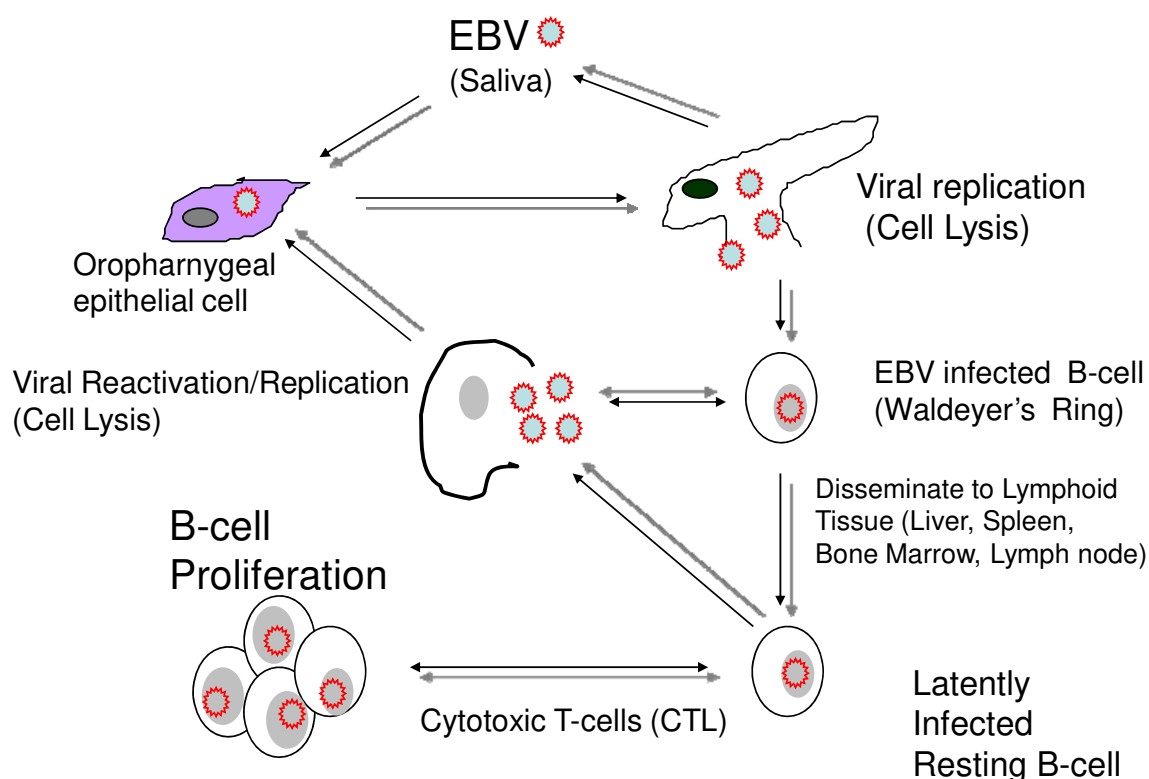 EBV
(Saliva)
Viral replication
(Cell Lysis)
Oropharnygeal
epithelial cell
Viral Reactivation/Replication
(Cell Lysis)
EBV infected B-cell
(Waldeyer's Ring)
Disseminate to Lymphoid
Tissue (Liver, Spleen,
Bone Marrow, Lymph node)
B-cell
Proliferation
Cytotoxic T-cells (CTL)
Latently
Infected
Resting B-cell